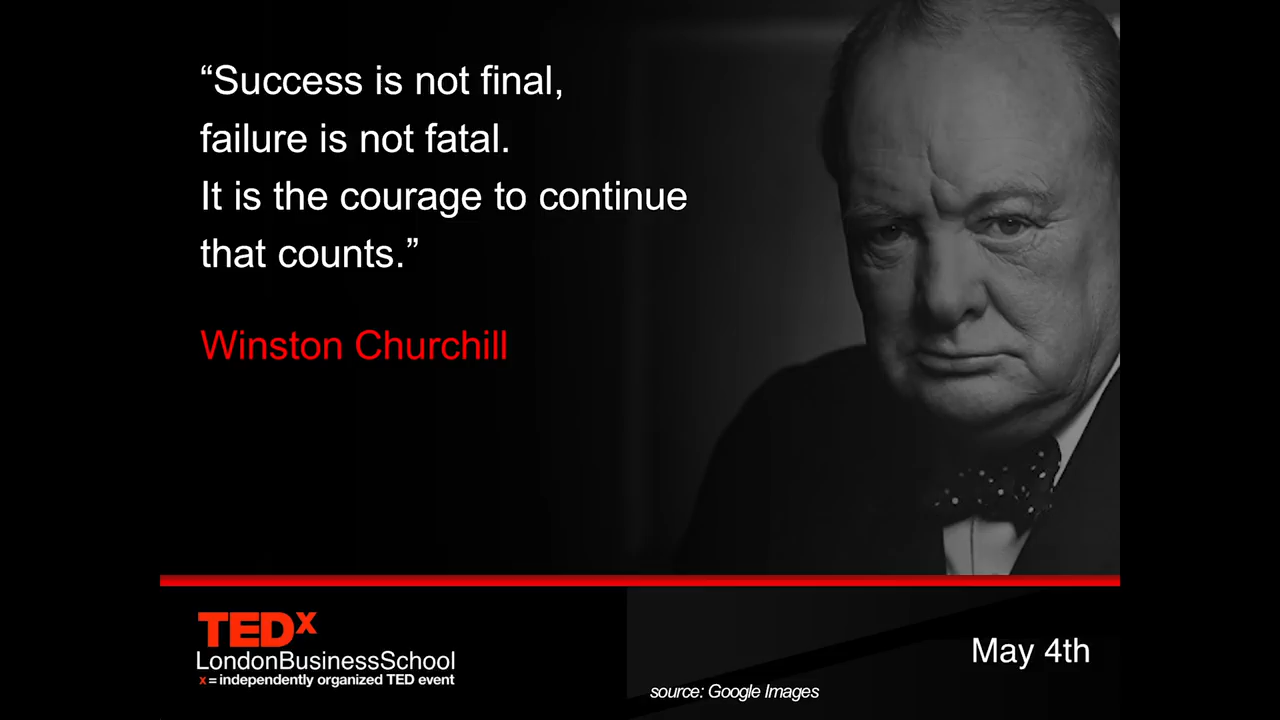 “Success is not final,
failure is not fatal.
It is the courage to continue
that counts.”
Winston Churchill
TEDx
LondonBusinessSchool
x = independently organized TED event
May 4th
source: Google Images